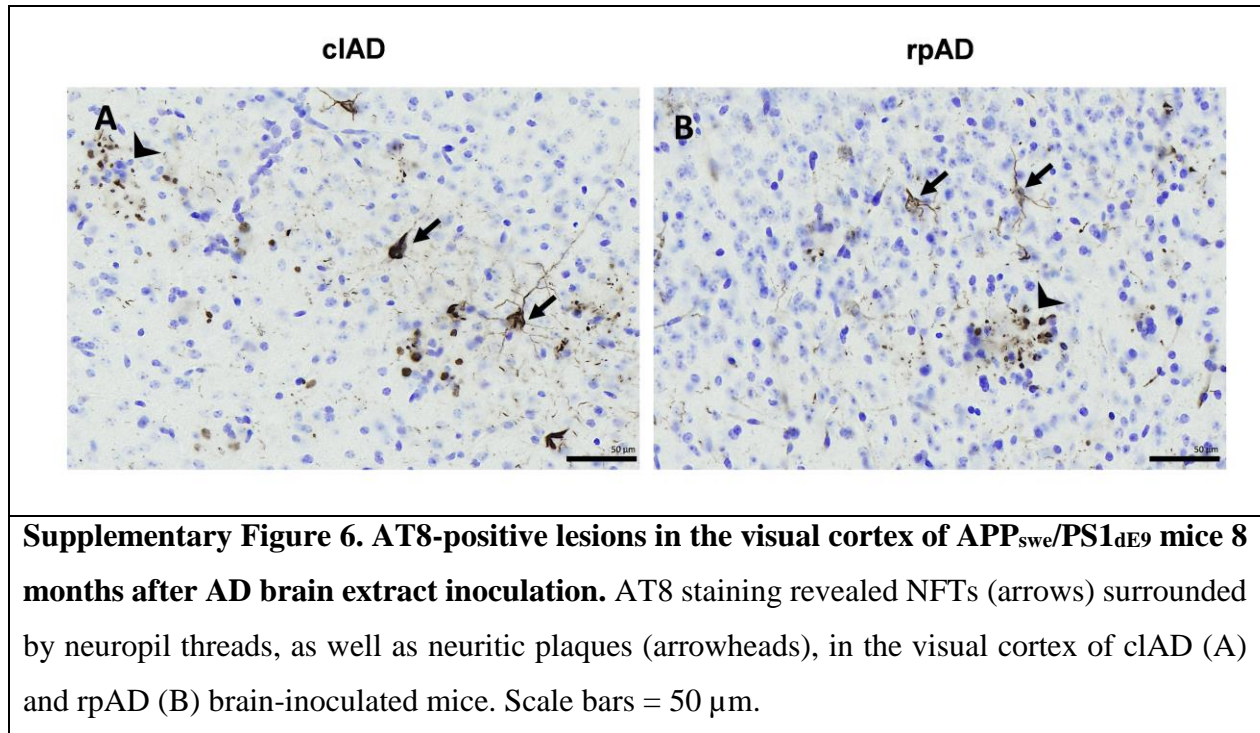 clAD
rpAD
A
B
50 µm
50 µm
Supplementary Figure 6. AT8-positive lesions in the visual cortex of APPswe/PS1dE9 mice 8
months after AD brain extract inoculation. AT8 staining revealed NFTs (arrows) surrounded
by neuropil threads, as well as neuritic plaques (arrowheads), in the visual cortex of clAD (A)
and rpAD (B) brain-inoculated mice. Scale bars = 50 µm.